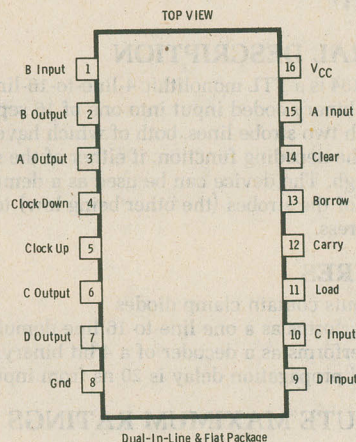 TOP VIEW
B Input 1
B Output 2
A Output 3
Clock Down 4
Clock Up 5
C Output 6
D Output 7
Gnd 8
16 VCC
15 A Input
14 Clear
13 Borrow
12 Carry
11 Load
10 C Input
9 D Input
Dual-In-Line & Flat Package